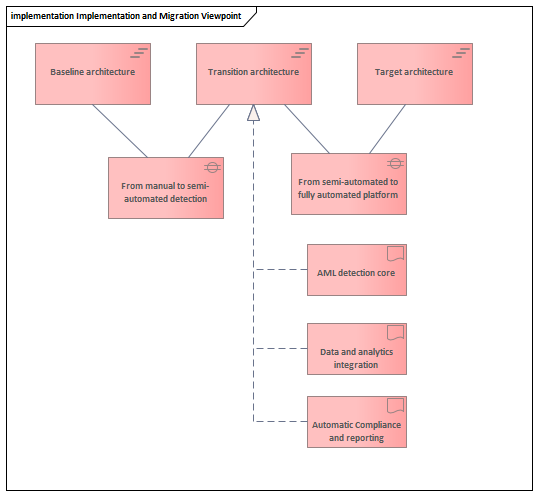 implementation Implementation and Migration Viewpoint
Baseline architecture
Transition architecture
Target architecture
From manual to semi-
automated detection
From semi-automated to
fully automated platform
AML detection core
Data and analytics
integration
Automatic Compliance
and reporting